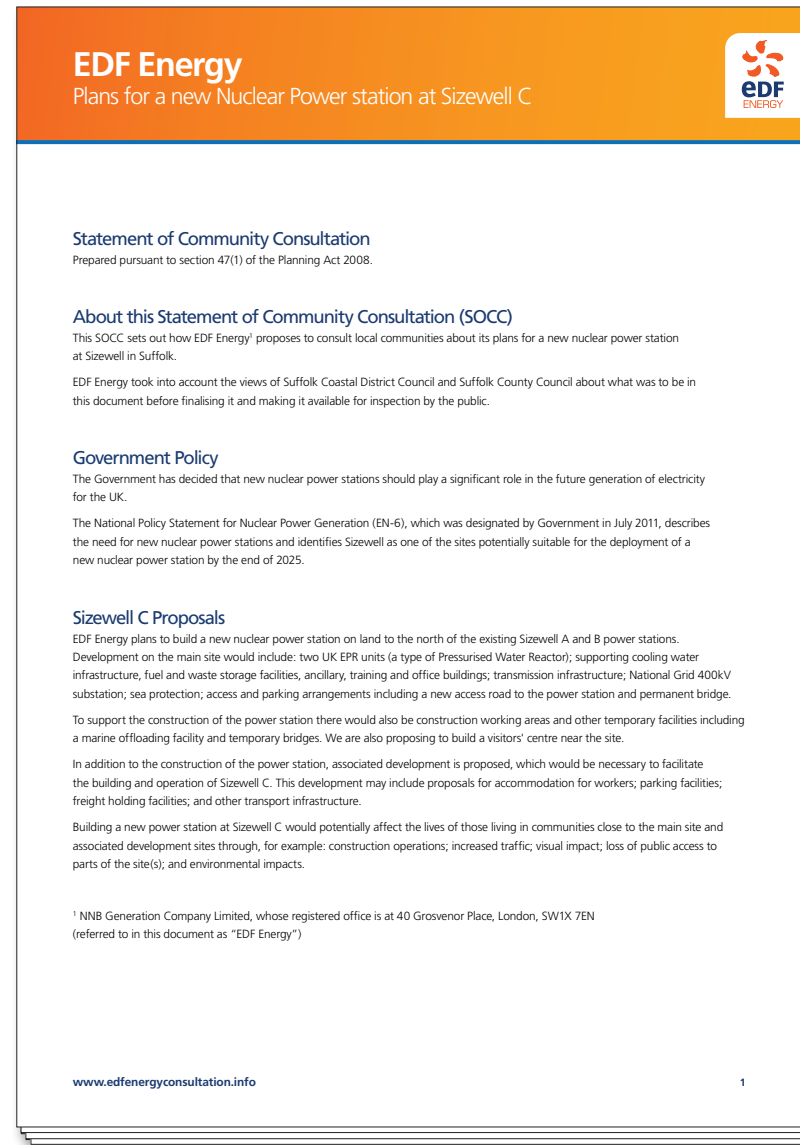 EDF Energy
Plans for a new Nuclear Power station at Sizewell C
eDF
ENERGY
Statement of Community Consultation
Prepared pursuant to section 47(1) of the Planning Act 2008.
About this Statement of Community Consultation (SOCC)
This SOCC sets out how EDF Energy¹ proposes to consult local communities about its plans for a new nuclear power station
at Sizewell in Suffolk.
EDF Energy took into account the views of Suffolk Coastal District Council and Suffolk County Council about what was to be in
this document before finalising it and making it available for inspection by the public.
Government Policy
The Government has decided that new nuclear power stations should play a significant role in the future generation of electricity
for the UK.
The National Policy Statement for Nuclear Power Generation (EN-6), which was designated by Government in July 2011, describes
the need for new nuclear power stations and identifies Sizewell as one of the sites potentially suitable for the deployment of a
new nuclear power station by the end of 2025.
Sizewell C Proposals
EDF Energy plans to build a new nuclear power station on land to the north of the existing Sizewell A and B power stations.
Development on the main site would include: two UK EPR units (a type of Pressurised Water Reactor); supporting cooling water
infrastructure, fuel and waste storage facilities, ancillary, training and office buildings; transmission infrastructure; National Grid 400kV
substation; sea protection; access and parking arrangements including a new access road to the power station and permanent bridge.
To support the construction of the power station there would also be construction working areas and other temporary facilities including
a marine offloading facility and temporary bridges. We are also proposing to build a visitors' centre near the site.
In addition to the construction of the power station, associated development is proposed, which would be necessary to facilitate
the building and operation of Sizewell C. This development may include proposals for accommodation for workers; parking facilities;
freight holding facilities; and other transport infrastructure.
Building a new power station at Sizewell C would potentially affect the lives of those living in communities close to the main site and
associated development sites through, for example: construction operations; increased traffic; visual impact; loss of public access to
parts of the site(s); and environmental impacts.
¹ NNB Generation Company Limited, whose registered office is at 40 Grosvenor Place, London, SW1X 7EN
(referred to in this document as “EDF Energy”)
www.edfenergyconsultation.info
1